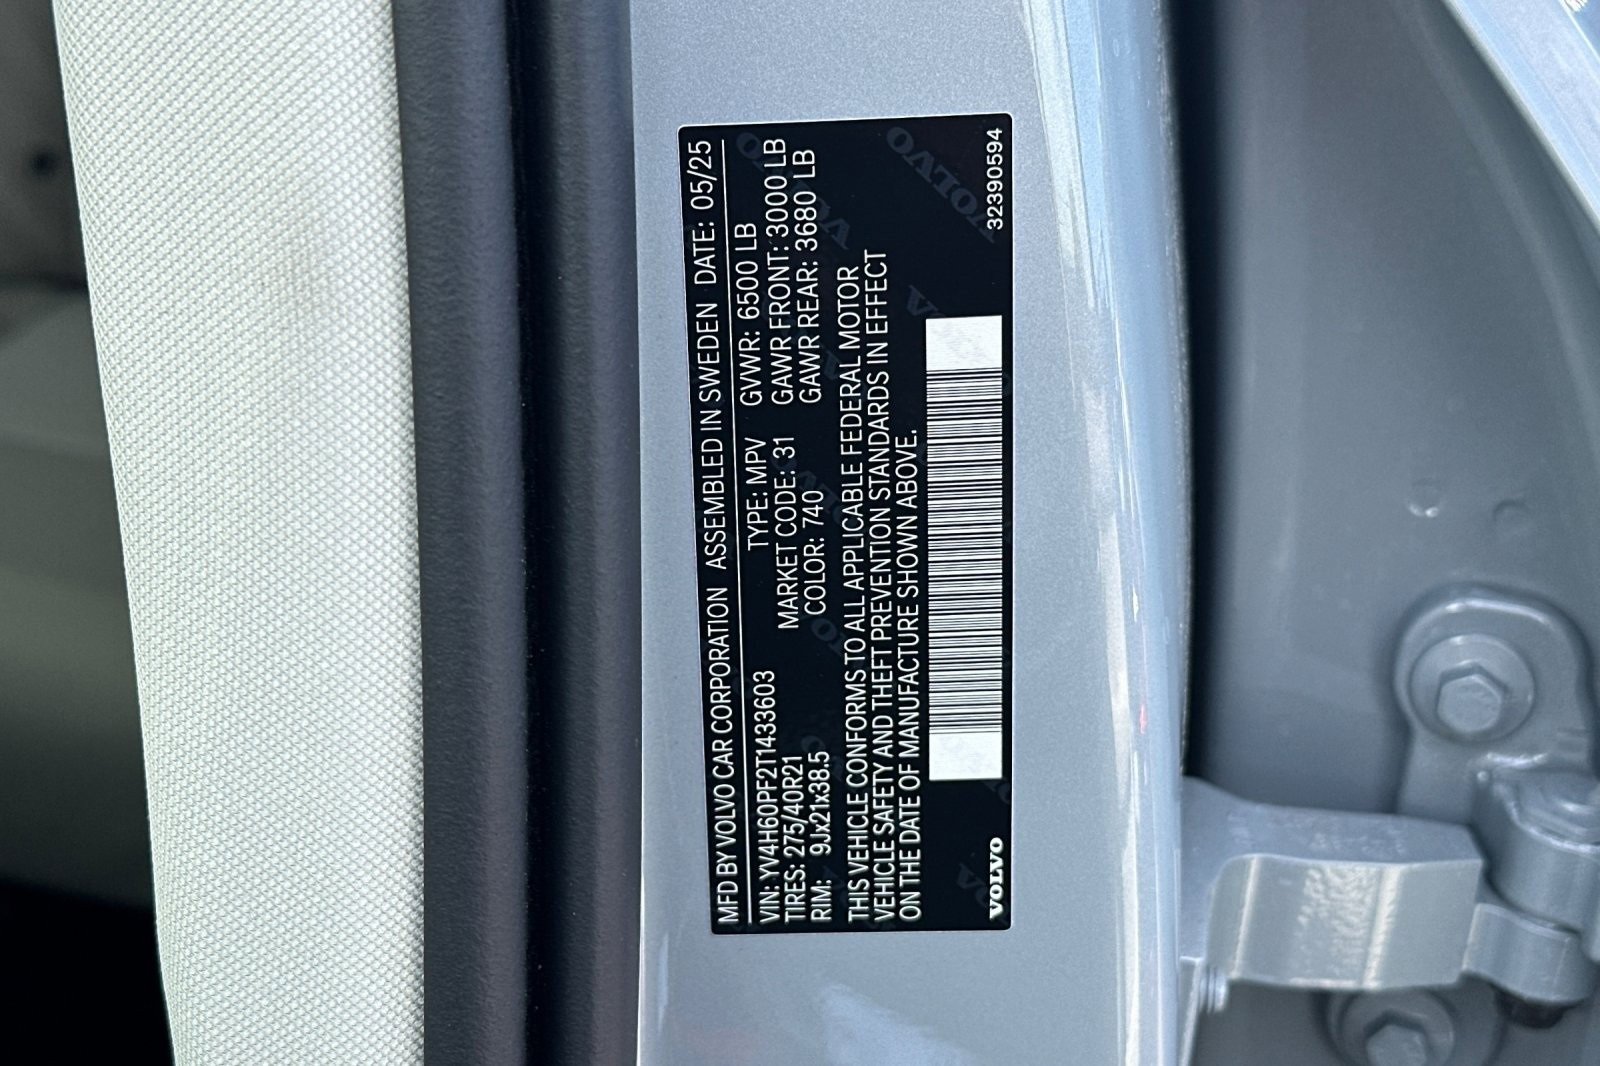 MFD BY VOLVO CAR CORPORATION ASSEMBLED IN SWEDEN DATE: 05/25
VIN: YV4H60PF2T1433603 TYPE: MPV GVWR: 6500 LB
TIRES: 275/40R21 MARKET CODE: 31 GAWR FRONT: 3000 LB
RIM: 9Jx21x38.5 COLOR: 740 GAWR REAR: 3680 LB
THIS VEHICLE CONFORMS TO ALL APPLICABLE FEDERAL MOTOR
VEHICLE SAFETY AND THEFT PREVENTION STANDARDS IN EFFECT
ON THE DATE OF MANUFACTURE SHOWN ABOVE.
VOLVO 32390594